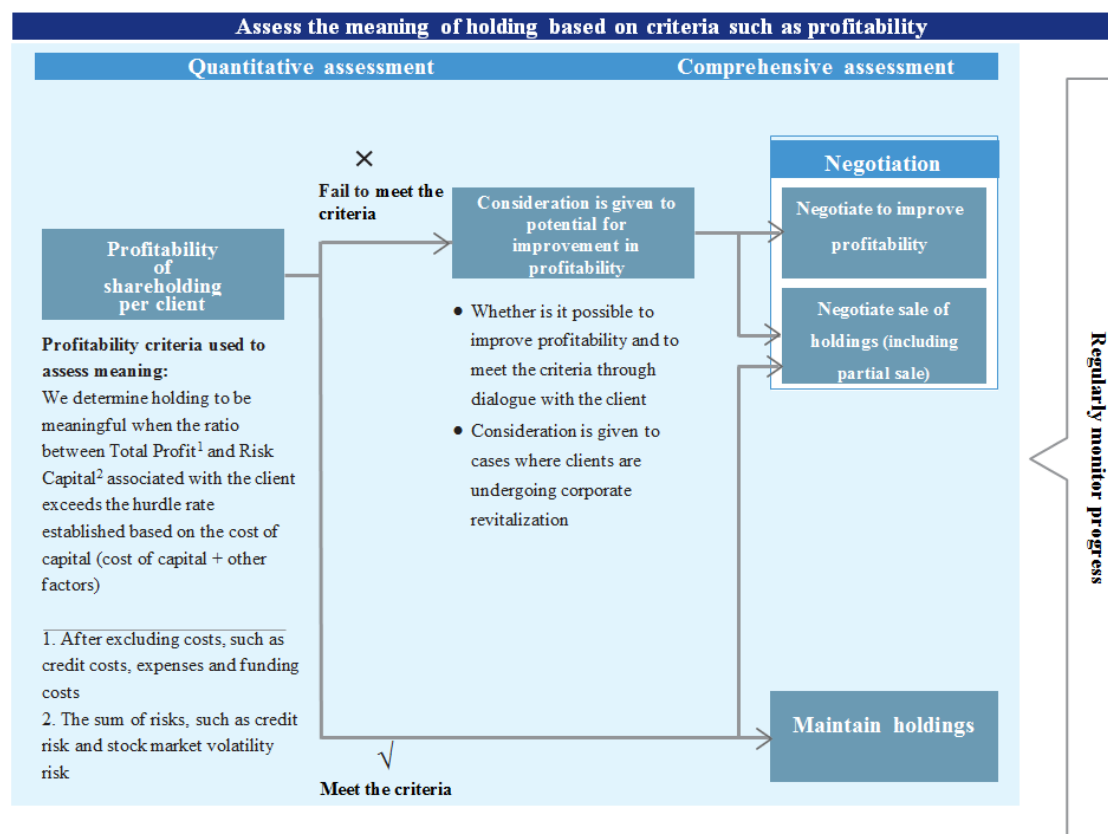 Assess the meaning of holding based on criteria such as profitability
Quantitative assessment
Comprehensive assessment
×
Fail to meet the
criteria
Profitability
of
shareholding
per client
Profitability criteria used to
assess meaning:
We determine holding to be
meaningful when the ratio
between Total Profit1 and Risk
Capital2 associated with the client
exceeds the hurdle rate
established based on the cost of
capital (cost of capital + other
factors)
1. After excluding costs, such as
credit costs, expenses and funding
costs
2. The sum of risks, such as credit
risk and stock market volatility
risk
Consideration is given to
potential for
improvement in
profitability
● Whether is it possible to
improve profitability and to
meet the criteria through
dialogue with the client
● Consideration is given to
cases where clients are
undergoing corporate
revitalization
Negotiation
Negotiate to improve
profitability
Negotiate sale of
holdings (including
partial sale)
√
Meet the criteria
Maintain holdings
Regularly monitor progress